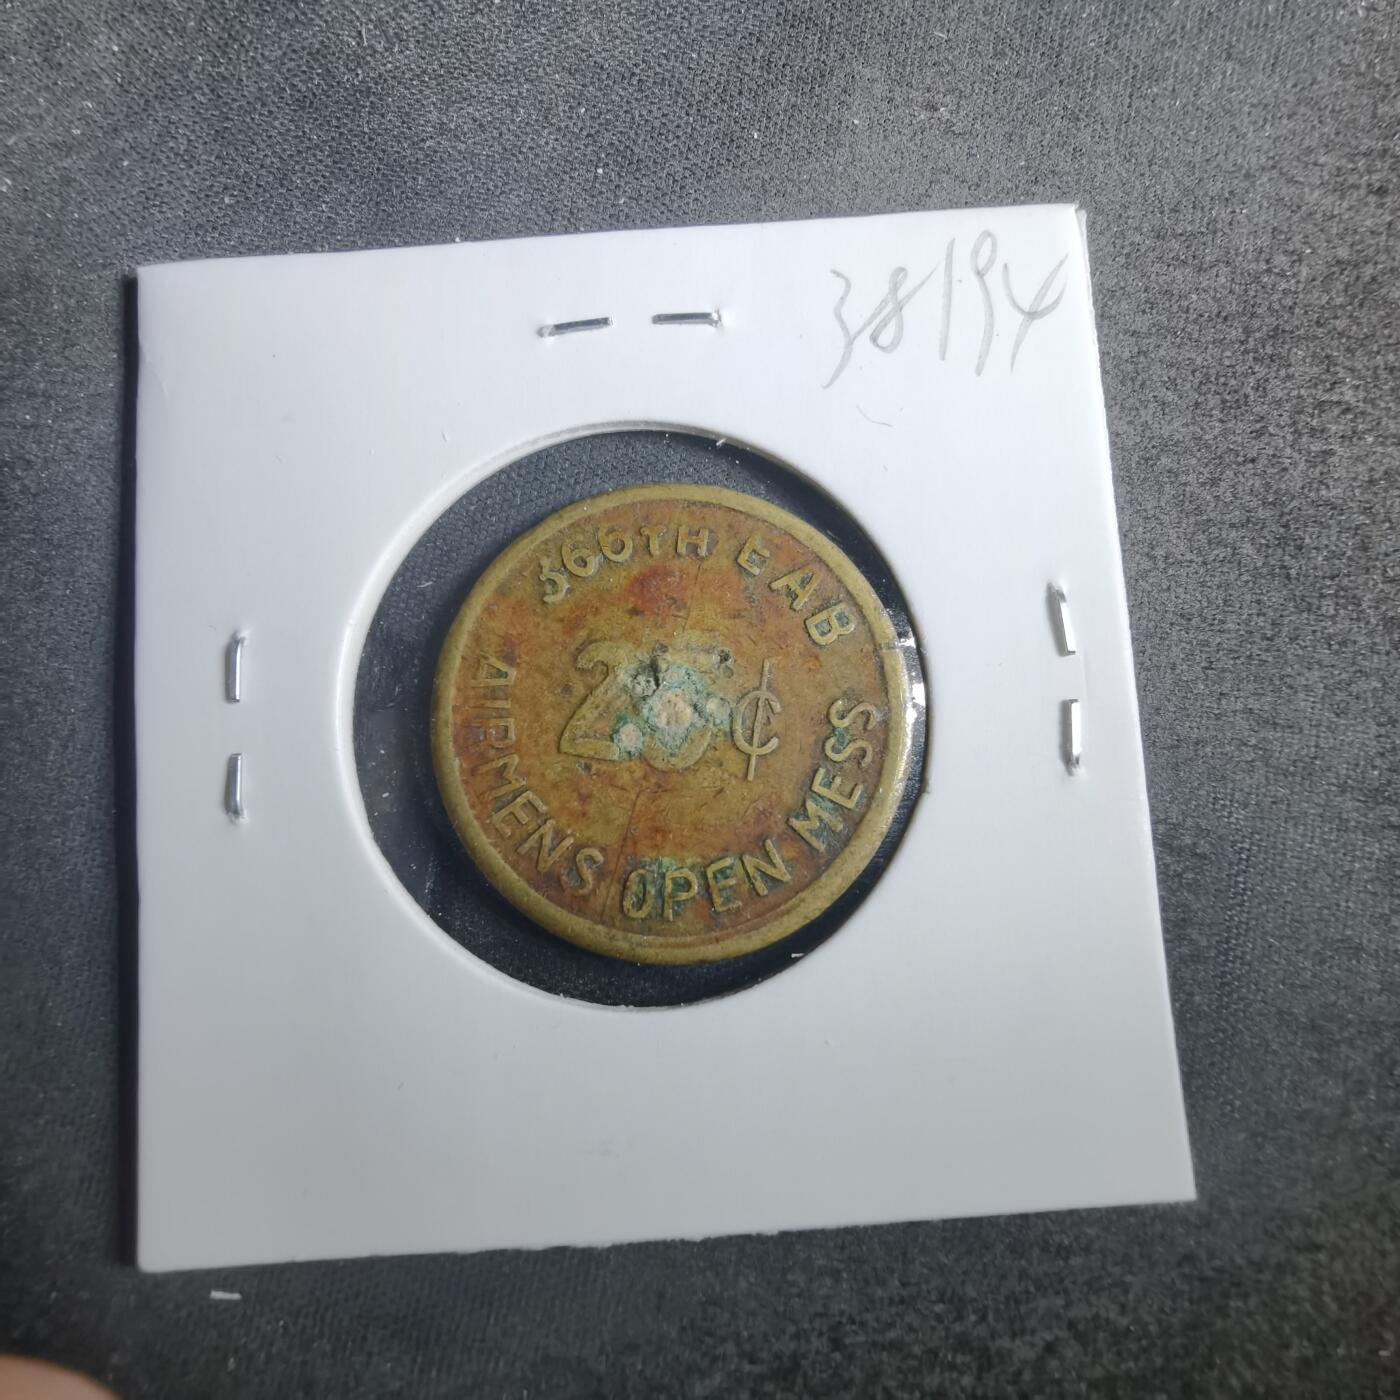 38194
366TH EAB
25¢
AIRMENS OPEN MESS